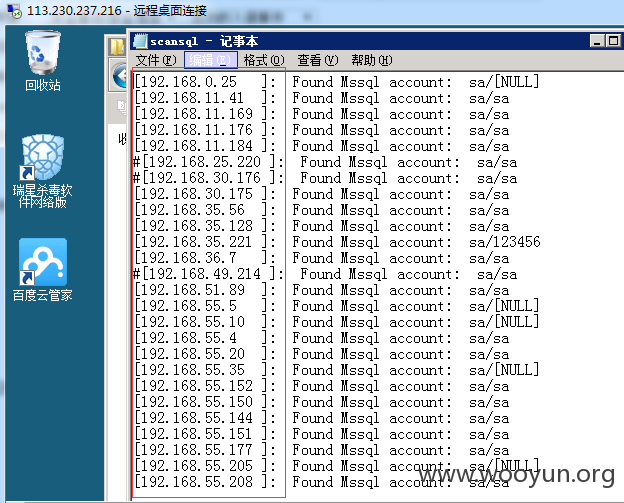 113.230.237.216 - 远程桌面连接
回收站
瑞星杀毒软
件网络版
百度云管家
scansql - 记事本
文件(F) 编辑(E) 格式(O) 查看(V) 帮助(H)
[192.168.0.25 ]: Found Mssql account: sa/[NULL]
[192.168.11.41 ]: Found Mssql account: sa/sa
[192.168.11.169 ]: Found Mssql account: sa/sa
[192.168.11.176 ]: Found Mssql account: sa/sa
[192.168.11.184 ]: Found Mssql account: sa/sa
#[192.168.25.220 ]: Found Mssql account: sa/sa
#[192.168.30.176 ]: Found Mssql account: sa/sa
[192.168.30.175 ]: Found Mssql account: sa/sa
[192.168.35.56 ]: Found Mssql account: sa/sa
[192.168.35.128 ]: Found Mssql account: sa/sa
[192.168.35.221 ]: Found Mssql account: sa/123456
[192.168.36.7 ]: Found Mssql account: sa/sa
#[192.168.49.214 ]: Found Mssql account: sa/sa
[192.168.51.89 ]: Found Mssql account: sa/sa
[192.168.55.5 ]: Found Mssql account: sa/[NULL]
[192.168.55.10 ]: Found Mssql account: sa/[NULL]
[192.168.55.4 ]: Found Mssql account: sa/sa
[192.168.55.20 ]: Found Mssql account: sa/sa
[192.168.55.35 ]: Found Mssql account: sa/[NULL]
[192.168.55.152 ]: Found Mssql account: sa/sa
[192.168.55.150 ]: Found Mssql account: sa/sa
[192.168.55.144 ]: Found Mssql account: sa/sa
[192.168.55.151 ]: Found Mssql account: sa/sa
[192.168.55.177 ]: Found Mssql account: sa/sa
[192.168.55.205 ]: Found Mssql account: sa/[NULL]
[192.168.55.208 ]: Found Mssql account: sa/sa
www.wooyun.org